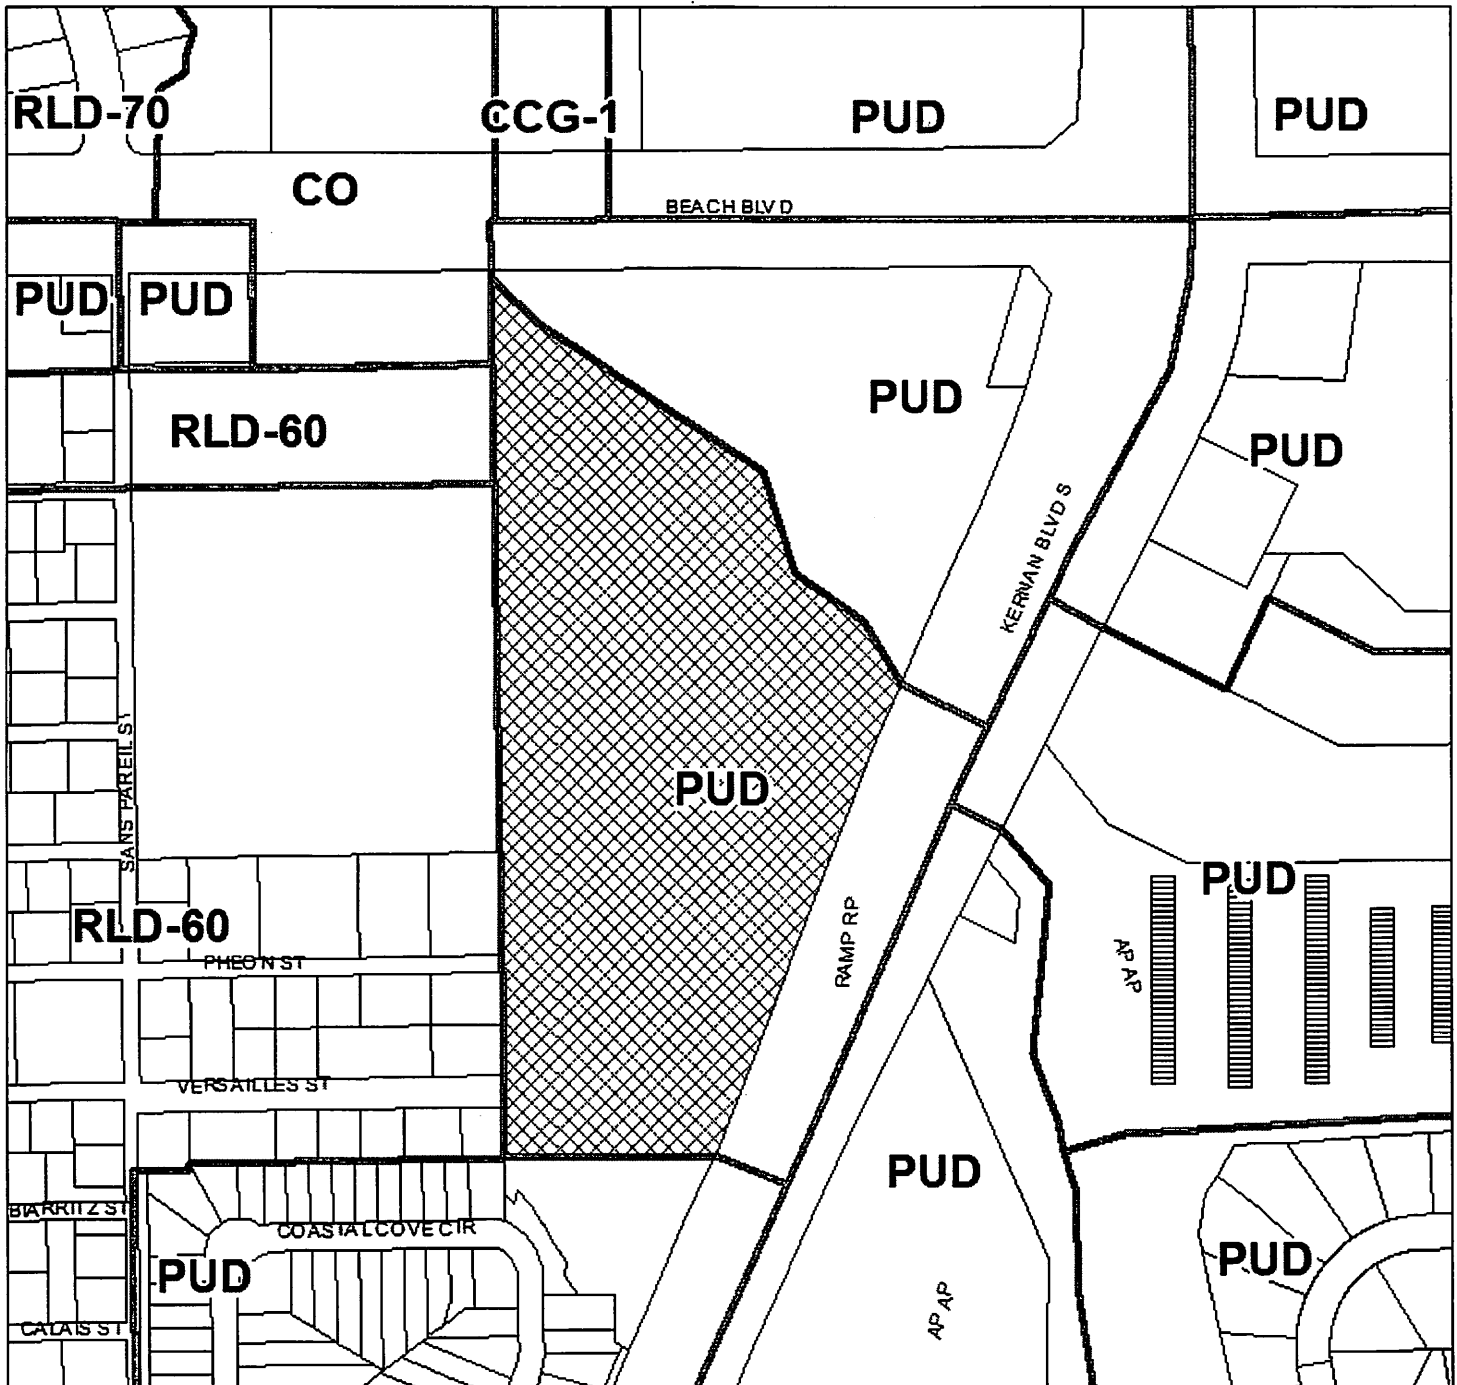 RLD-70
CCG-1
PUD
PUD
CO
BEACH BLVD
PUD
PUD
PUD
RLD-60
PUD
KERNAN BLVD S
SANS PAREIL ST
PUD
PUD
RLD-60
RAMP RP
AP AP
PHEON ST
VERSAILLES ST
PUD
BIARRITZ ST
COASTAL COVE CIR
PUD
PUD
AP AP
CALAIS ST